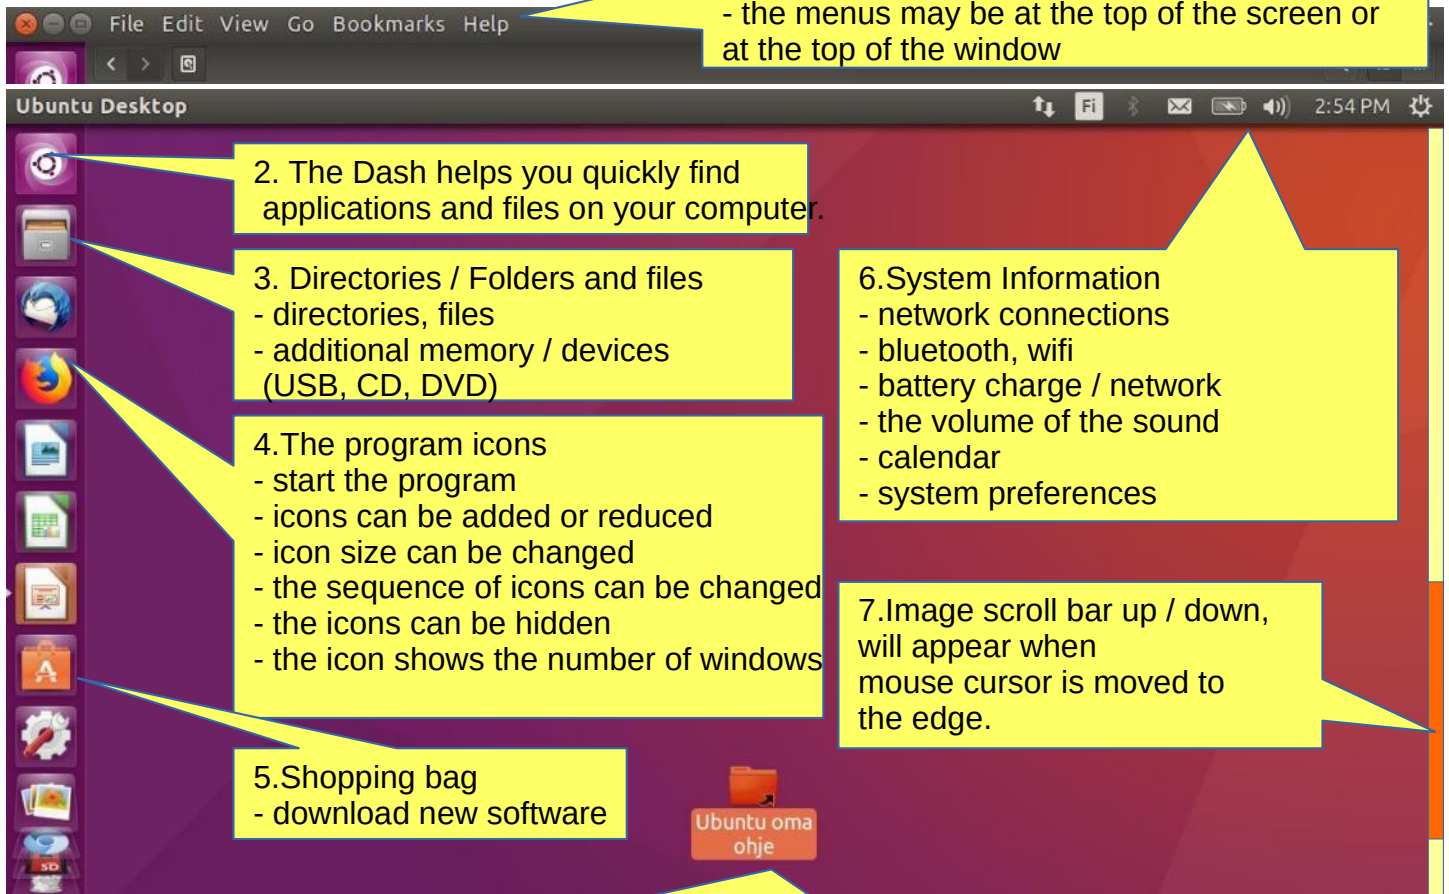 File Edit View Go Bookmarks Help
- the menus may be at the top of the screen or
at the top of the window
Ubuntu Desktop
Fi
2:54 PM
2. The Dash helps you quickly find
applications and files on your computer.
3. Directories / Folders and files
- directories, files
- additional memory / devices
(USB, CD, DVD)
4.The program icons
- start the program
- icons can be added or reduced
- icon size can be changed
- the sequence of icons can be changed
- the icons can be hidden
- the icon shows the number of windows
5.Shopping bag
- download new software
6.System Information
- network connections
- bluetooth, wifi
- battery charge / network
- the volume of the sound
- calendar
- system preferences
7.Image scroll bar up / down,
will appear when
mouse cursor is moved to
the edge.
Ubuntu oma
ohje
SD